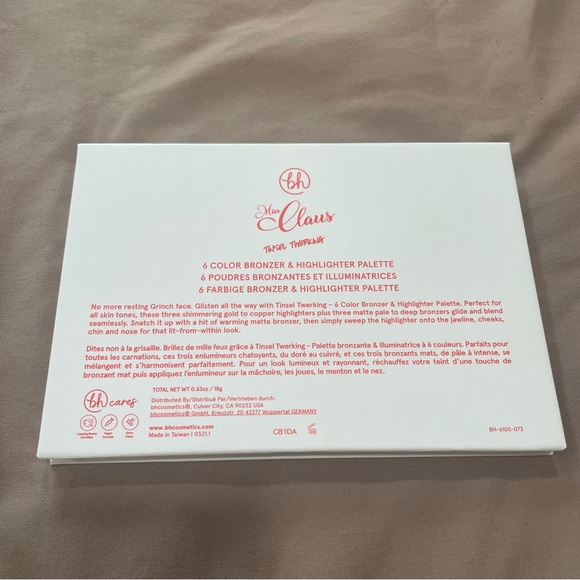 bh
Miss
Claus
TINSEL TWERKING
6 COLOR BRONZER & HIGHLIGHTER PALETTE
6 POUDRES BRONZANTES ET ILLUMINATRICES
6 FARBIGE BRONZER & HIGHLIGHTER PALETTE
No more resting Grinch face. Glisten all the way with Tinsel Twerking - 6 Color Bronzer & Highlighter Palette. Perfect for
all skin tones, these three shimmering gold to copper highlighters plus three matte pale to deep bronzers glide and blend
seamlessly. Snatch it up with a hit of warming matte bronzer, then simply sweep the highlighter onto the jawline, cheeks,
chin and nose for that lit-from-within look.
Dites non à la grisaille. Brillez de mille feux grâce à Tinsel Twerking - Palette bronzante & illuminatrice à 6 couleurs. Parfaits pour
toutes les carnations, ces trois enlumineurs chatoyants, du doré au cuivré, et ces trois bronzants mats, de pâle à intense, se
mélangent et s'harmonisent parfaitement. Pour un look lumineux et rayonnant, réchauffez votre teint d'une touche de
bronzant mat puis appliquez l'enlumineur sur la mâchoire, les joues, le menton et le nez.
bh cares
TOTAL NET WT 0.63oz / 18g
Distributed By/Distribué Par/Vertrieben durch:
bhcosmetics®, Culver City, CA 90232 USA
bhcosmetics® GmbH, Kreuzstr. 20 42277 Wuppertal GERMANY
www.bhcosmetics.com
Made in Taiwan | 0321.1
CB1DA
BH-6100-073